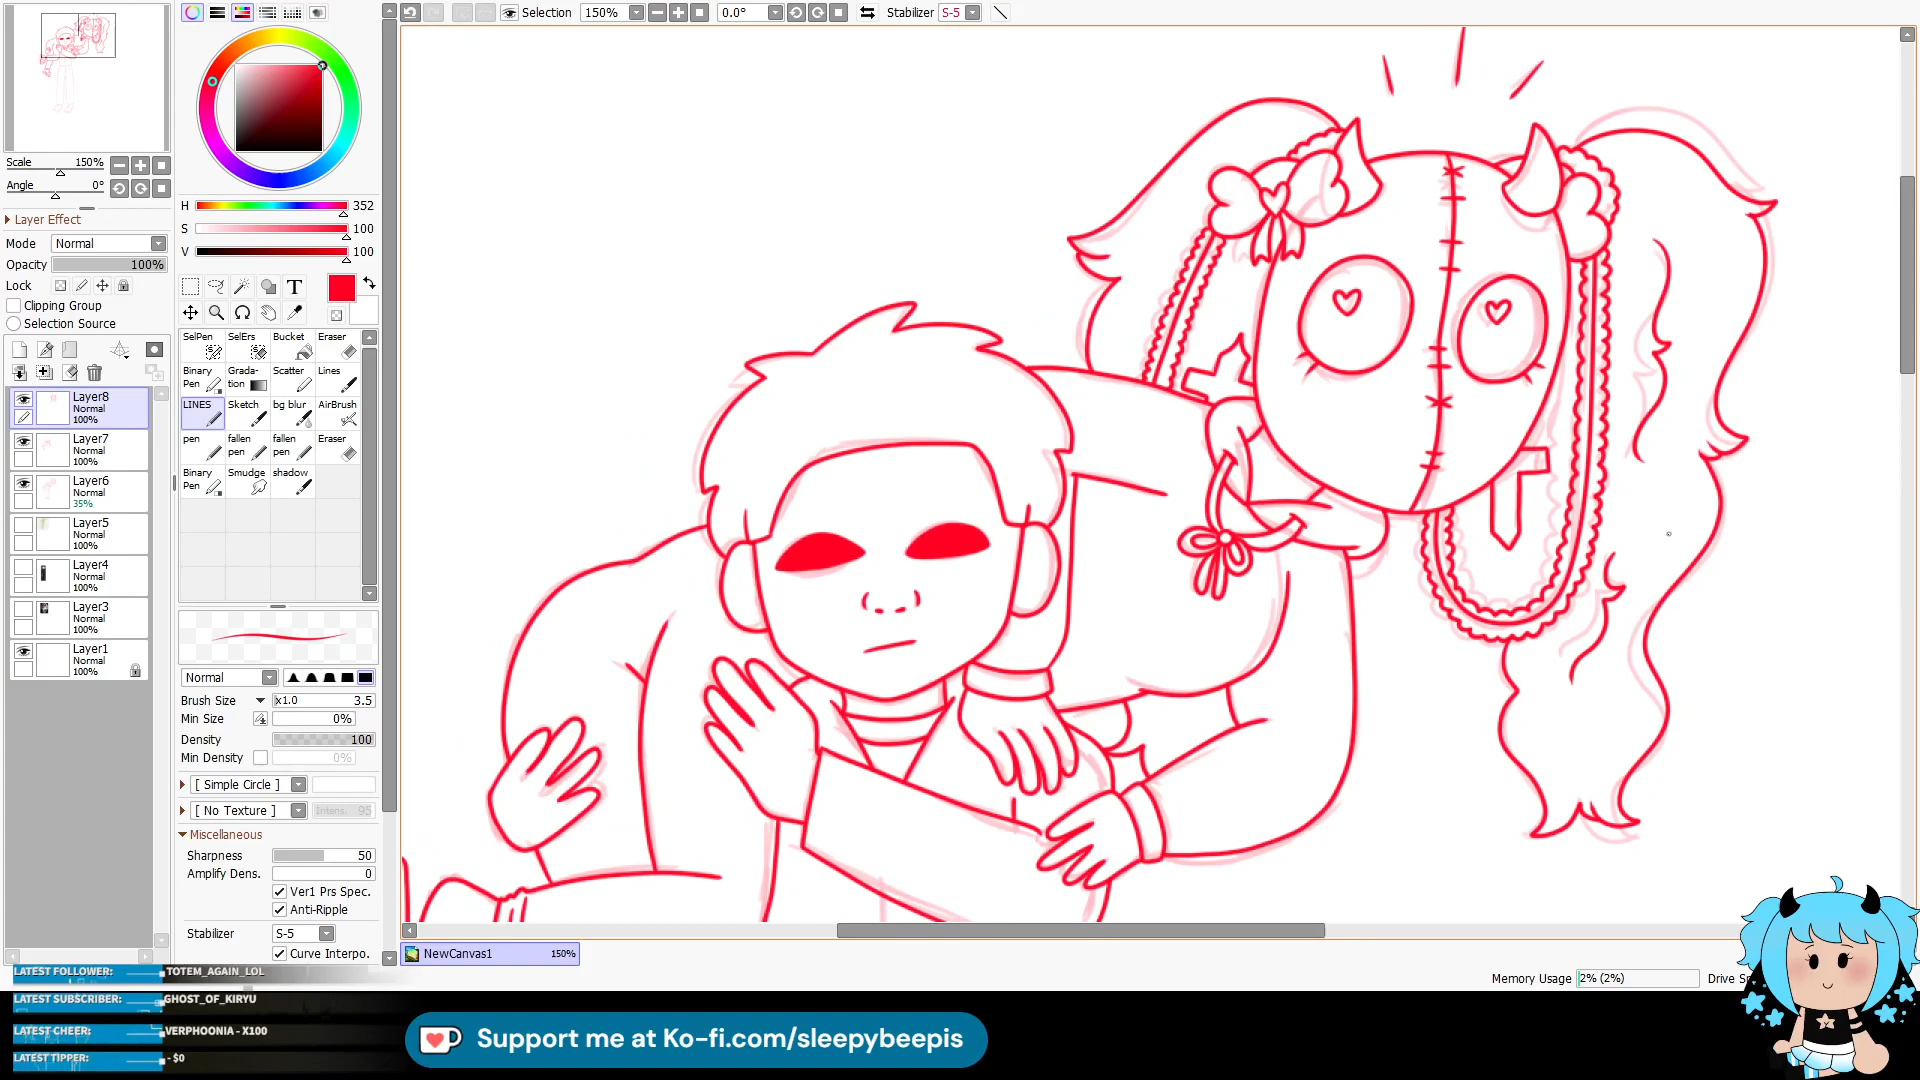 Selection
150%
0.0°
Stabilizer
S-5
Scale
150%
Angle
0°
Layer Effect
Mode
Normal
Opacity
100%
Lock
Clipping Group
Selection Source
Layer8
Normal
100%
Layer7
Normal
100%
Layer6
Normal
35%
Layer5
Normal
100%
Layer4
Normal
100%
Layer3
Normal
100%
Layer1
Normal
100%
H
352
S
100
V
100
T
SelPen
SelErs
Bucket
Eraser
Binary
Pen
Grada-
tion
Scatter
Lines
LINES
Sketch
bg blur
AirBrush
pen
fallen
pen
fallen
pen
Eraser
Binary
Pen
Smudge
shadow
Normal
Brush Size
x1.0
3.5
Min Size
0%
Density
100
Min Density
0%
[ Simple Circle ]
[ No Texture ]
Intens.
95
Miscellaneous
Sharpness
50
Amplify Dens.
0
Ver1 Prs Spec.
Anti-Ripple
Stabilizer
S-5
Curve Interpo.
NewCanvas1
150%
Memory Usage
2% (2%)
LATEST FOLLOWER:
TOTEM_AGAIN_LOL
LATEST SUBSCRIBER:
GHOST_OF_KIRYU
LATEST CHEER:
VERPHOONIA - X100
LATEST TIPPER:
- $0
Support me at Ko-fi.com/sleepybeepis